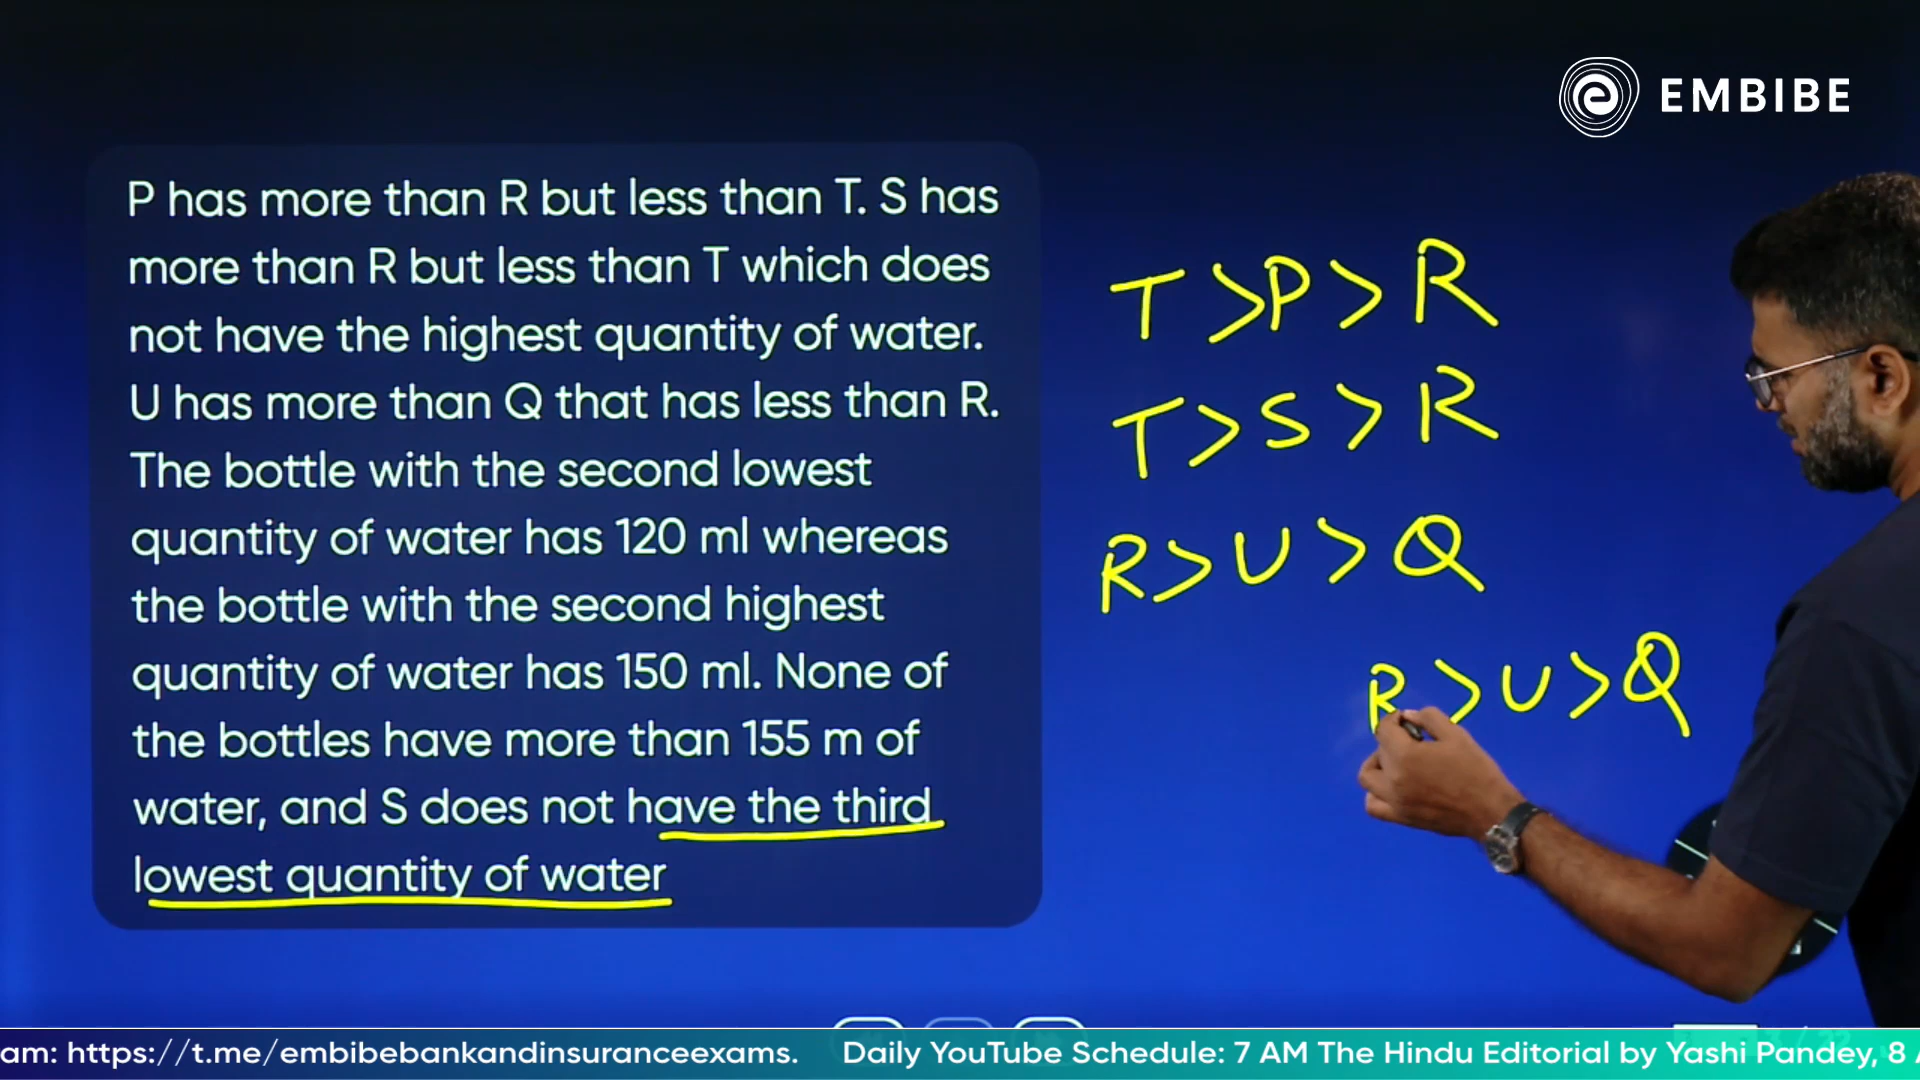 EMBIBE
P has more than R but less than T. S has
more than R but less than T which does
not have the highest quantity of water.
U has more than Q that has less than R.
The bottle with the second lowest
quantity of water has 120 ml whereas
the bottle with the second highest
quantity of water has 150 ml. None of
the bottles have more than 155 m of
water, and S does not have the third
lowest quantity of water
T > P > R
T > S > R
R > U > Q
R > U > Q
am: https://t.me/embibebankandinsuranceexams. Daily YouTube Schedule: 7 AM The Hindu Editorial by Yashi Pandey, 8